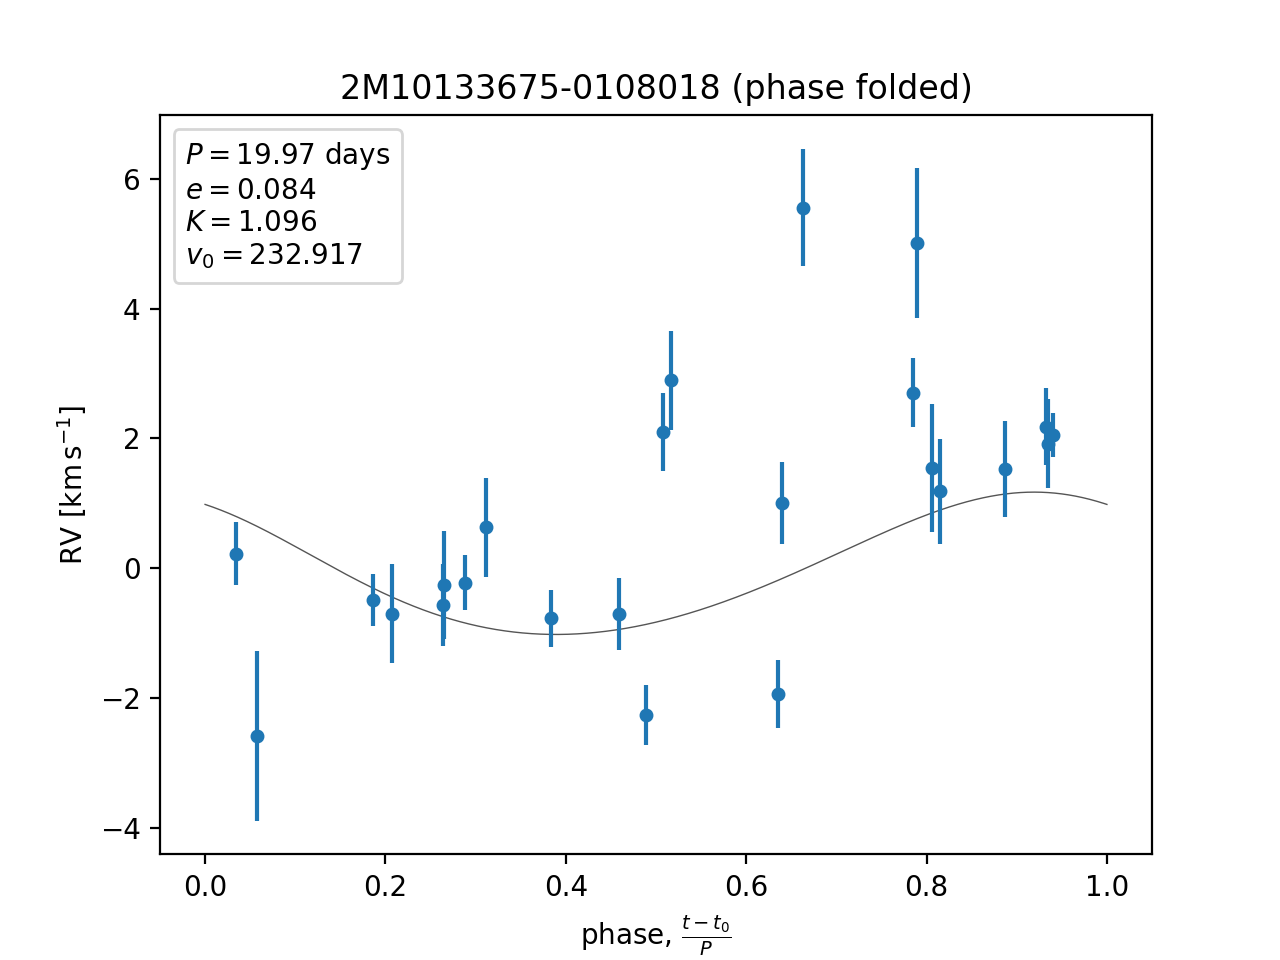 2M10133675-0108018 (phase folded)
P = 19.97 days
e = 0.084
K = 1.096
v₀ = 232.917
6
4
2
0
−2
−4
RV [km s⁻¹]
0.0 0.2 0.4 0.6 0.8 1.0
phase, (t − t₀)/P